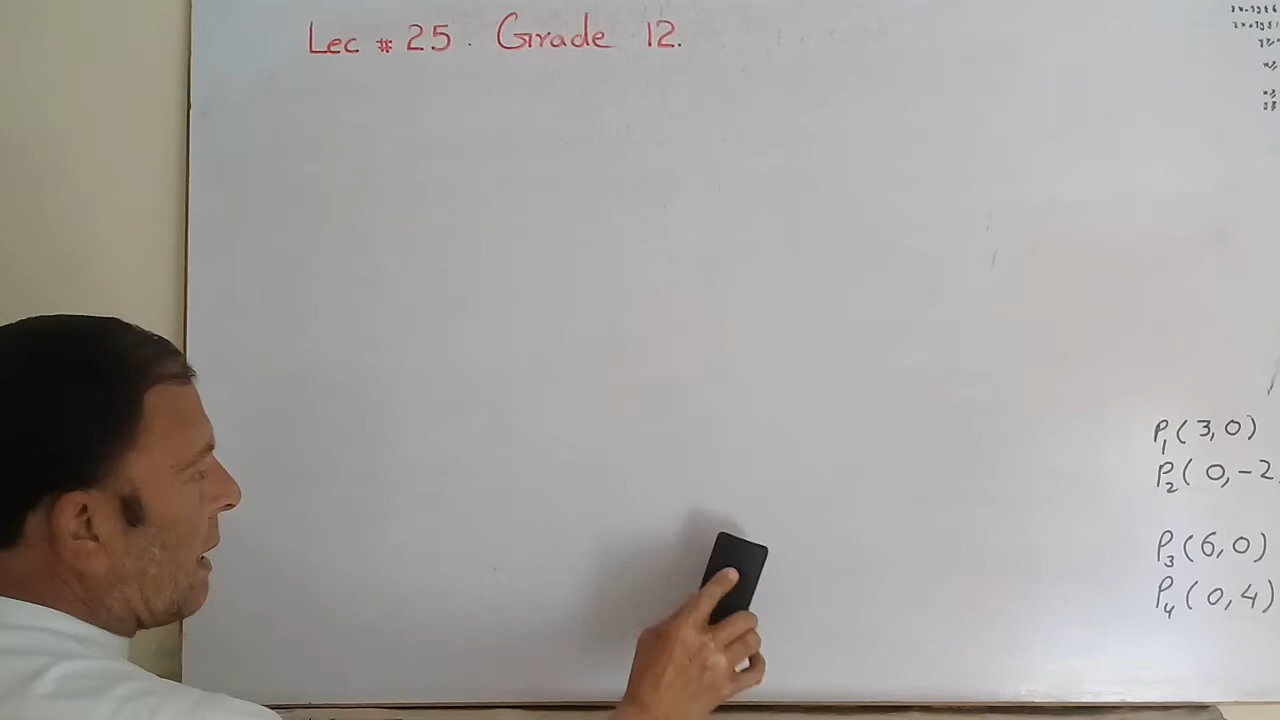 Lec # 25. Grade 12.
P1(3,0)
P2(0,-2
P3(6,0)
P4(0,4)